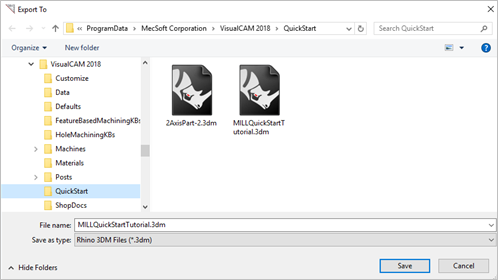 Export To
« ProgramData > MecSoft Corporation > VisualCAM 2018 > QuickStart
Search QuickStart
Organize
New folder
VisualCAM 2018
Customize
Data
Defaults
FeatureBasedMachiningKBs
HoleMachiningKBs
Machines
Materials
Posts
QuickStart
ShopDocs
2AxisPart-2.3dm
MILLQuickStartT
utorial.3dm
File name:
MILLQuickStartTutorial.3dm
Save as type:
Rhino 3DM Files (*.3dm)
Hide Folders
Save
Cancel